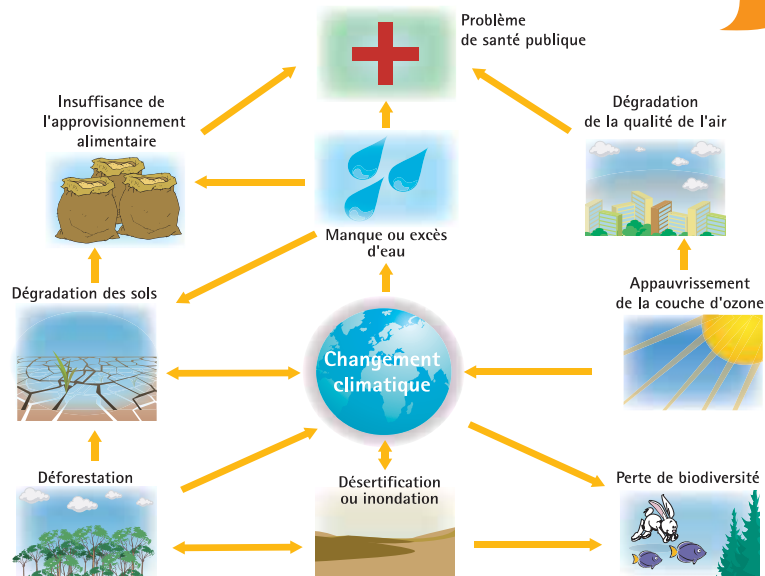 Problème
de santé publique
Insuffisance de
l'approvisionnement
alimentaire
Dégradation
de la qualité de l'air
Manque ou excès
d'eau
Dégradation des sols
Appauvrissement
de la couche d'ozone
Changement
climatique
Déforestation
Désertification
ou inondation
Perte de biodiversité